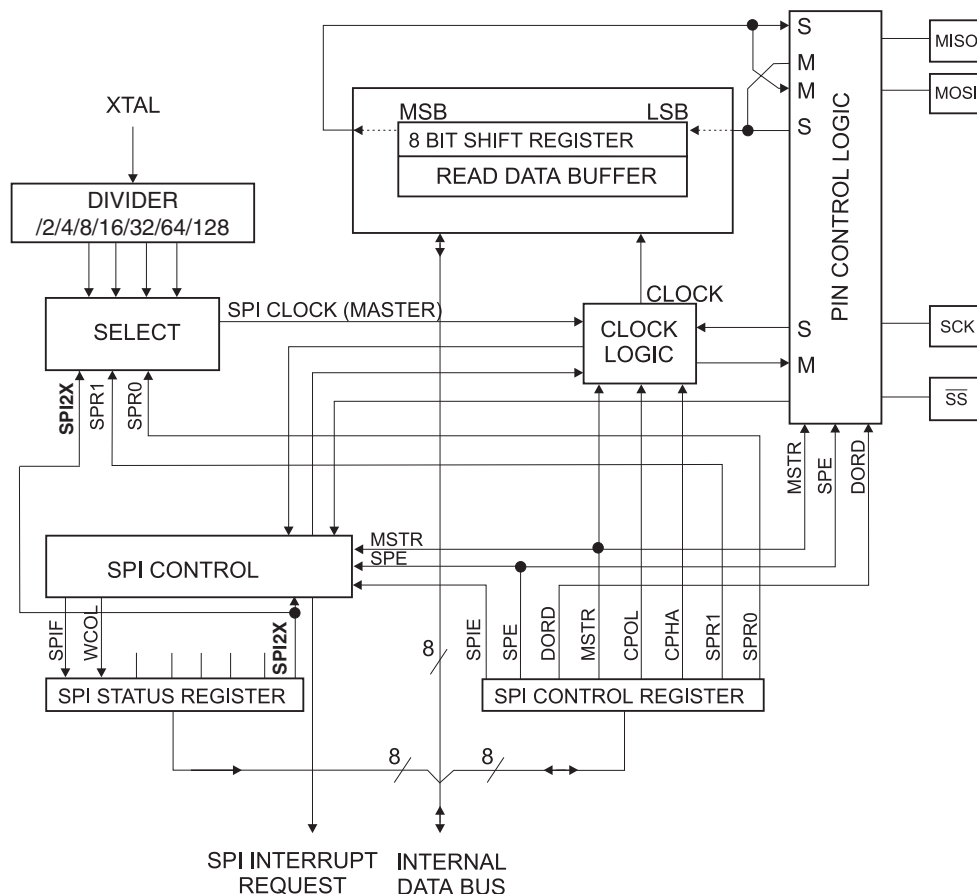 S
MISO
M
XTAL
M
MOSI
MSB
LSB
8 BIT SHIFT REGISTER
S
READ DATA BUFFER
DIVIDER
/2/4/8/16/32/64/128
PIN CONTROL LOGIC
SPI CLOCK (MASTER)
CLOCK
SELECT
CLOCK
LOGIC
S
SCK
M
SPI2X
SPR1
SPR0
SS
MSTR
SPE
DORD
MSTR
SPE
SPI CONTROL
SPIF
WCOL
SPI2X
8
SPIE
SPE
DORD
MSTR
CPOL
CPHA
SPR1
SPR0
SPI STATUS REGISTER
SPI CONTROL REGISTER
8
8
SPI INTERRUPT
REQUEST
INTERNAL
DATA BUS